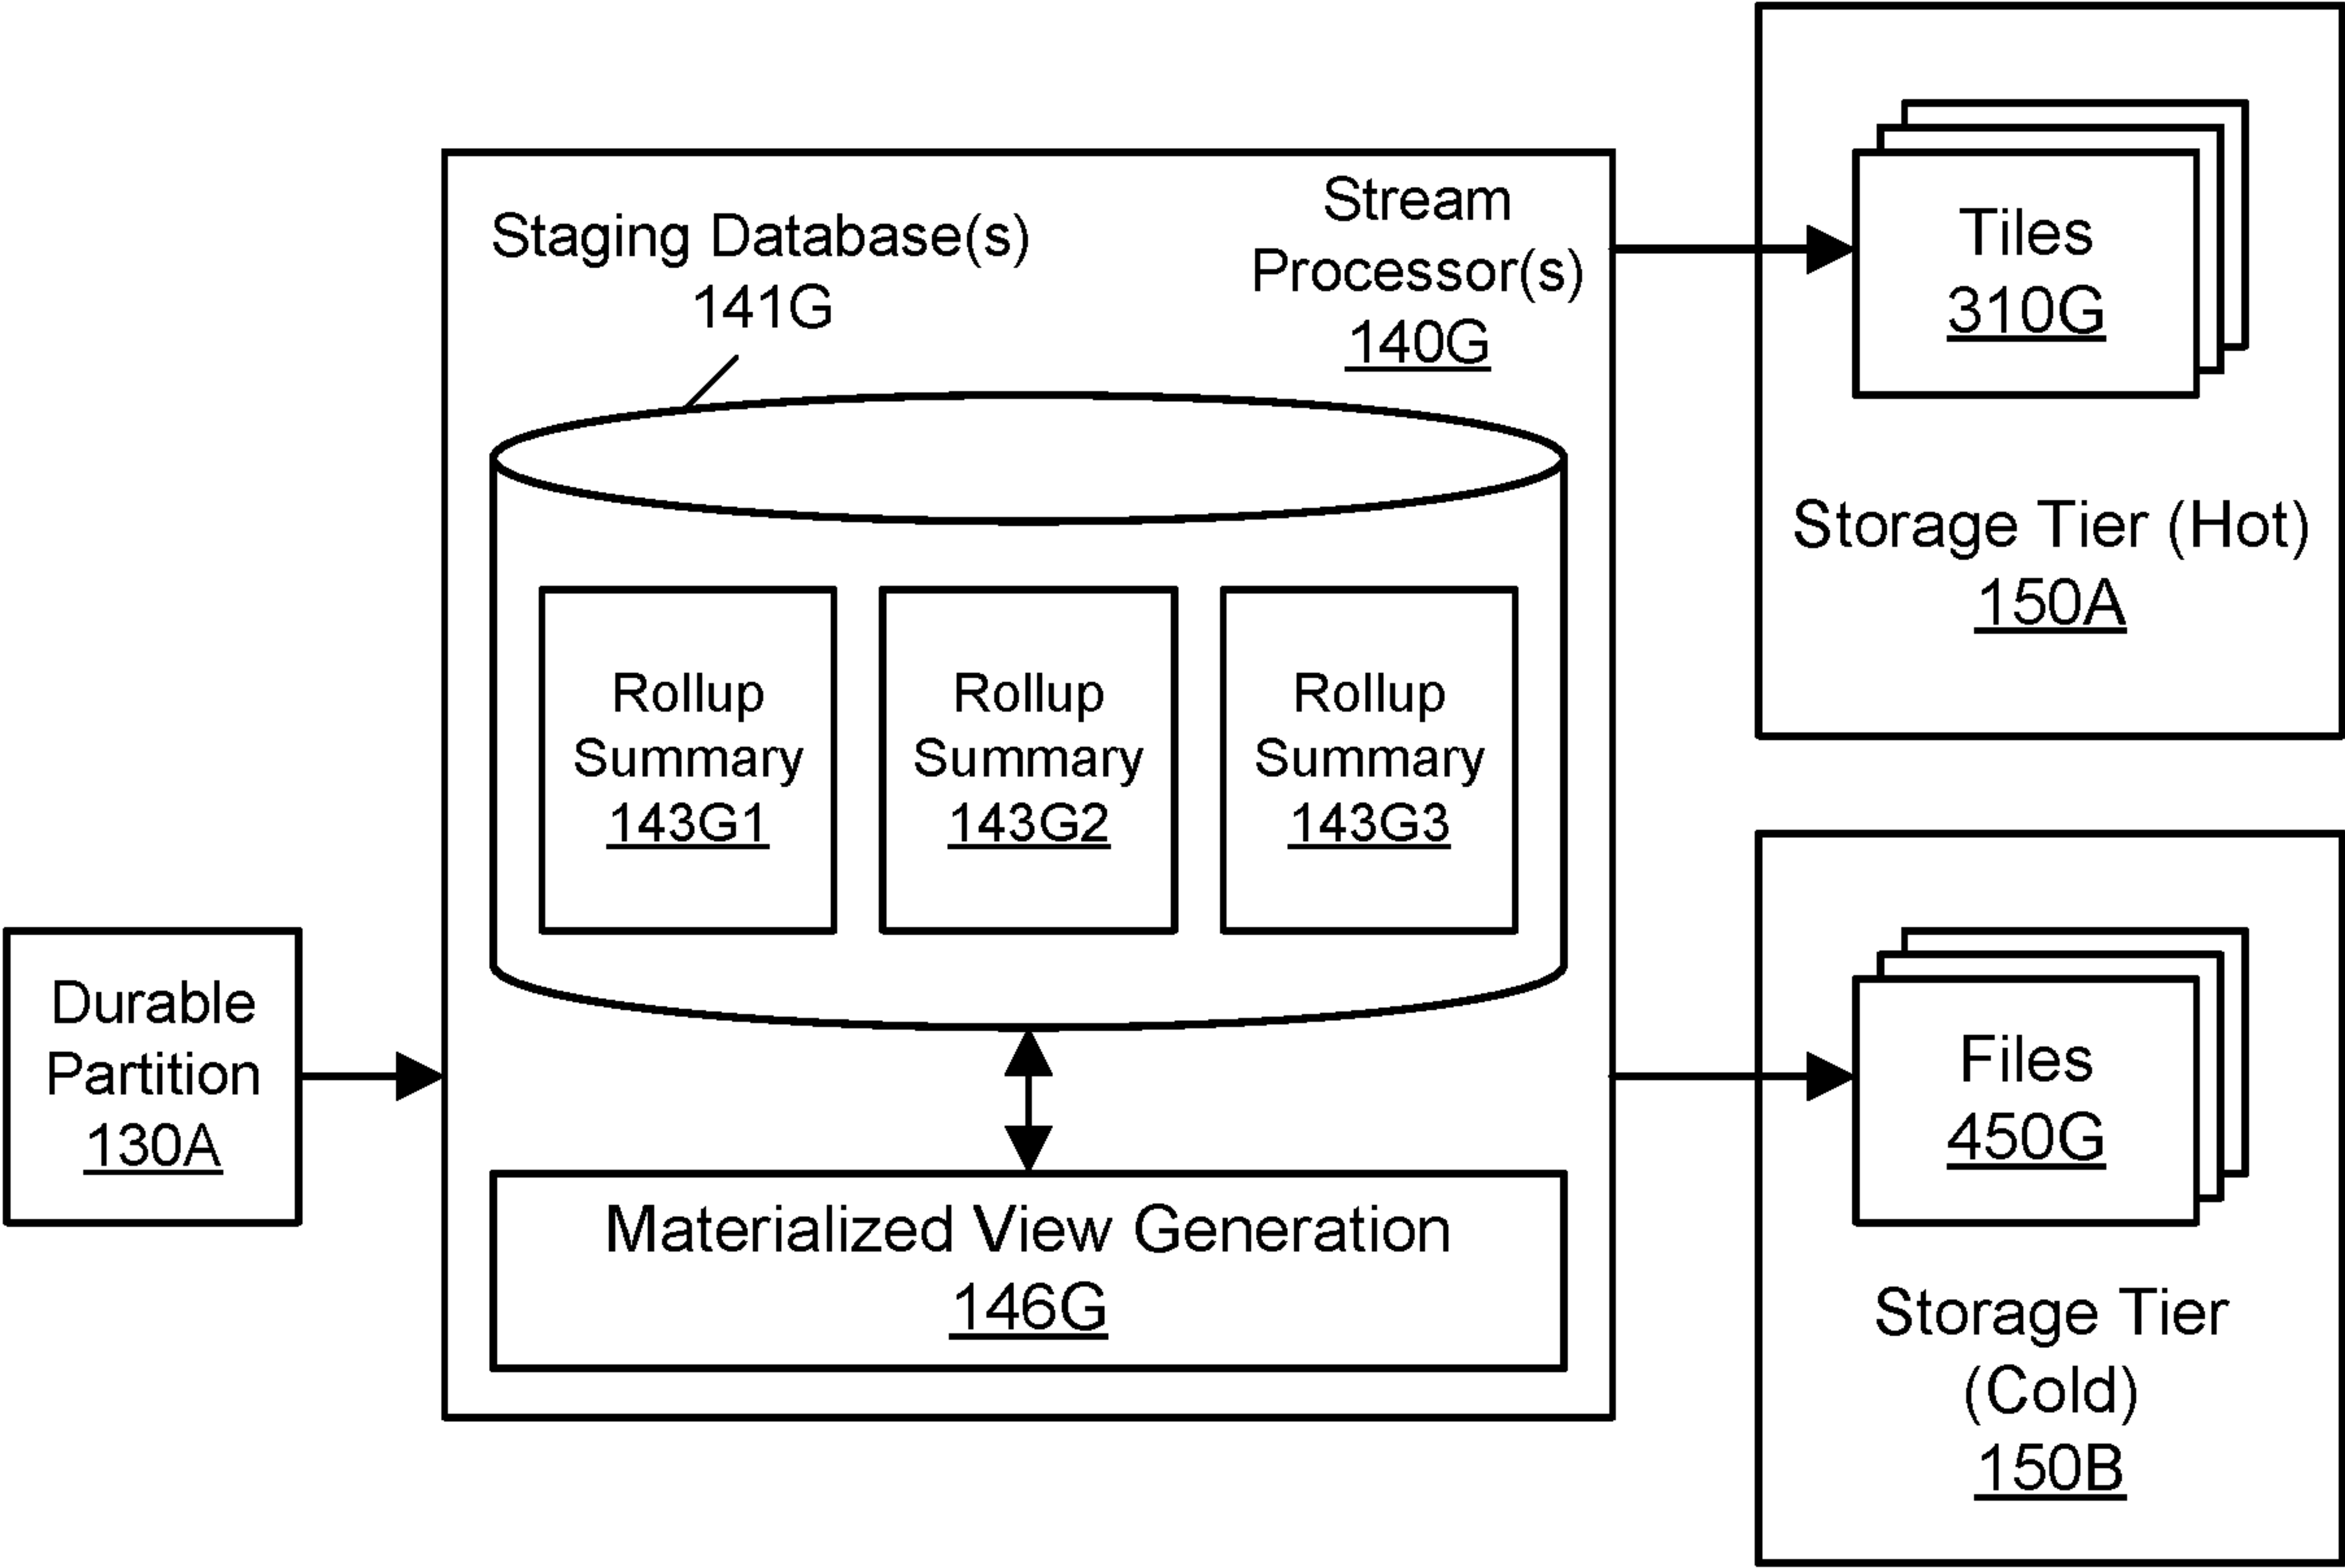 Durable
Partition
130A
Staging Database(s)
141G
Stream
Processor(s)
140G
Rollup
Summary
143G1
Rollup
Summary
143G2
Rollup
Summary
143G3
Materialized View Generation
146G
Tiles
310G
Storage Tier (Hot)
150A
Files
450G
Storage Tier
(Cold)
150B